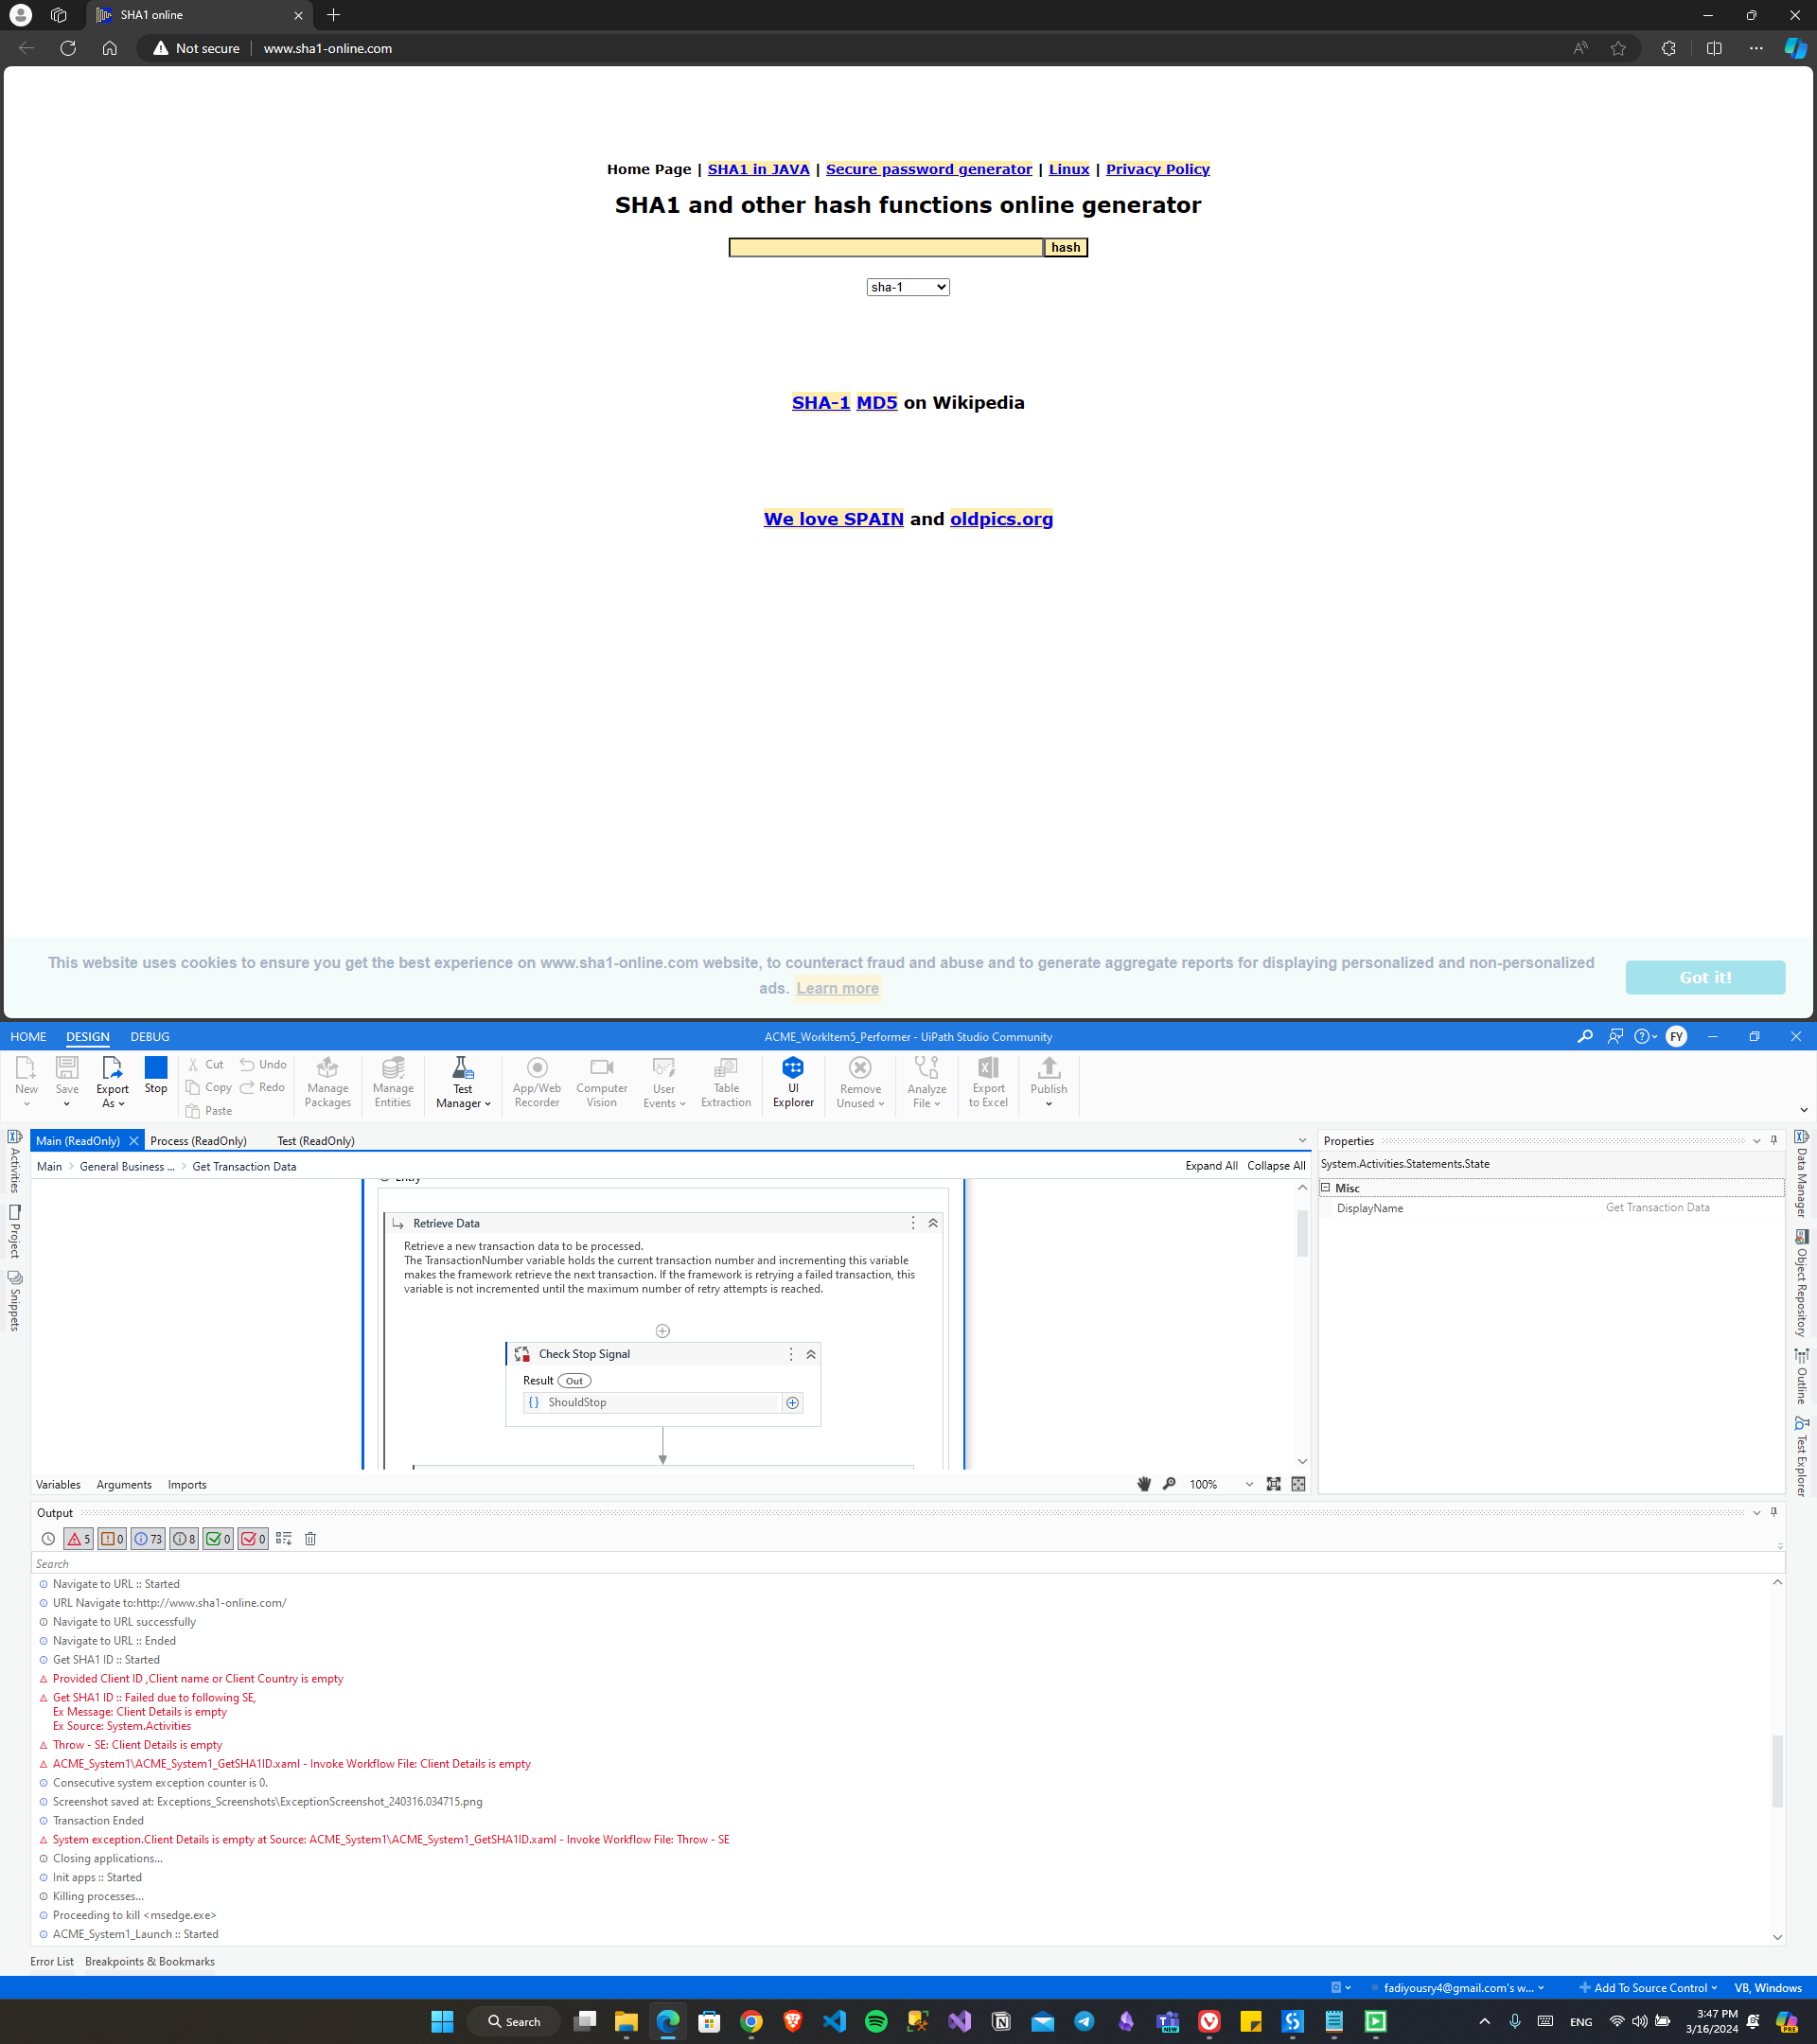 SHA1 online
Not secure
www.sha1-online.com
Home Page | SHA1 in JAVA | Secure password generator | Linux | Privacy Policy
SHA1 and other hash functions online generator
hash
sha-1
SHA-1 MD5 on Wikipedia
We love SPAIN and oldpics.org
This website uses cookies to ensure you get the best experience on www.sha1-online.com website, to counteract fraud and abuse and to generate aggregate reports for displaying personalized and non-personalized
ads. Learn more
Got it!
HOME DESIGN DEBUG
ACME_WorkItem5_Performer - UiPath Studio Community
FY
New
Save
Export As
Stop
Cut
Copy
Paste
Undo
Redo
Manage Packages
Manage Entities
Test Manager
App/Web Recorder
Computer Vision
User Events
Table Extraction
UI Explorer
Remove Unused
Analyze File
Export to Excel
Publish
Activities
Project
Snippets
Main (ReadOnly)
Process (ReadOnly)
Test (ReadOnly)
Main > General Business ... > Get Transaction Data
Expand All Collapse All
Entry
Retrieve Data
Retrieve a new transaction data to be processed.
The TransactionNumber variable holds the current transaction number and incrementing this variable
makes the framework retrieve the next transaction. If the framework is retrying a failed transaction, this
variable is not incremented until the maximum number of retry attempts is reached.
Check Stop Signal
Result Out
{ } ShouldStop
Variables Arguments Imports
100%
Properties
System.Activities.Statements.State
Misc
DisplayName Get Transaction Data
Data Manager
Object Repository
Outline
Test Explorer
Output
5 0 73 8 0 0
Search
Navigate to URL :: Started
URL Navigate to:http://www.sha1-online.com/
Navigate to URL successfully
Navigate to URL :: Ended
Get SHA1 ID :: Started
Provided Client ID ,Client name or Client Country is empty
Get SHA1 ID :: Failed due to following SE,
Ex Message: Client Details is empty
Ex Source: System.Activities
Throw - SE: Client Details is empty
ACME_System1\ACME_System1_GetSHA1ID.xaml - Invoke Workflow File: Client Details is empty
Consecutive system exception counter is 0.
Screenshot saved at: Exceptions_Screenshots\ExceptionScreenshot_240316.034715.png
Transaction Ended
System exception.Client Details is empty at Source: ACME_System1\ACME_System1_GetSHA1ID.xaml - Invoke Workflow File: Throw - SE
Closing applications...
Init apps :: Started
Killing processes...
Proceeding to kill <msedge.exe>
ACME_System1_Launch :: Started
Error List Breakpoints & Bookmarks
fadiyousry4@gmail.com's w...
Add To Source Control
VB, Windows
Search
NEW
ENG
3:47 PM
3/16/2024
PRE